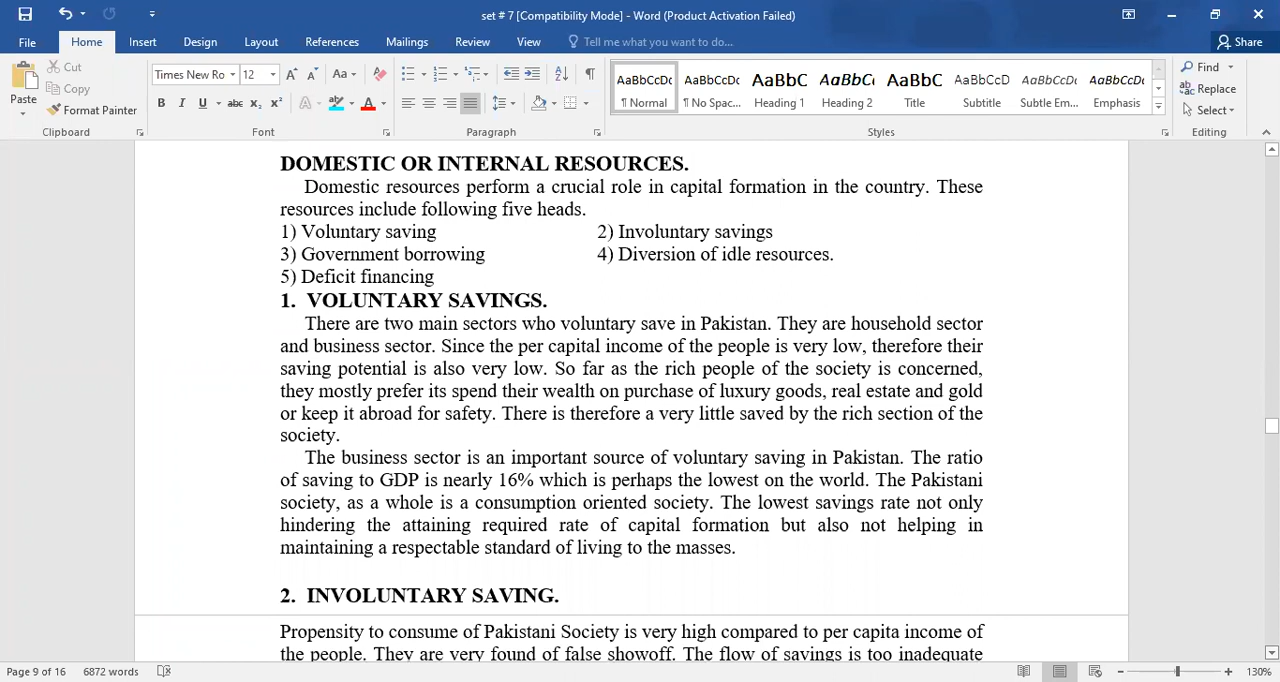 set # 7 [Compatibility Mode] - Word (Product Activation Failed)
File Home Insert Design Layout References Mailings Review View Tell me what you want to do... Share
Paste Cut Copy Format Painter Clipboard
Times New Ro 12 Aa Font
Paragraph
AaBbCcDc ¶ Normal AaBbCcDc ¶ No Spac... AaBbC Heading 1 AaBbC Heading 2 AaBbC Title AaBbCcD Subtitle AaBbCcDc Subtle Em... AaBbCcDc Emphasis Styles
Find Replace Select Editing
DOMESTIC OR INTERNAL RESOURCES.
Domestic resources perform a crucial role in capital formation in the country. These
resources include following five heads.
1) Voluntary saving 2) Involuntary savings
3) Government borrowing 4) Diversion of idle resources.
5) Deficit financing
1. VOLUNTARY SAVINGS.
There are two main sectors who voluntary save in Pakistan. They are household sector
and business sector. Since the per capital income of the people is very low, therefore their
saving potential is also very low. So far as the rich people of the society is concerned,
they mostly prefer its spend their wealth on purchase of luxury goods, real estate and gold
or keep it abroad for safety. There is therefore a very little saved by the rich section of the
society.
The business sector is an important source of voluntary saving in Pakistan. The ratio
of saving to GDP is nearly 16% which is perhaps the lowest on the world. The Pakistani
society, as a whole is a consumption oriented society. The lowest savings rate not only
hindering the attaining required rate of capital formation but also not helping in
maintaining a respectable standard of living to the masses.
2. INVOLUNTARY SAVING.
Propensity to consume of Pakistani Society is very high compared to per capita income of
the people. They are very found of false showoff. The flow of savings is too inadequate
Page 9 of 16 6872 words 130%